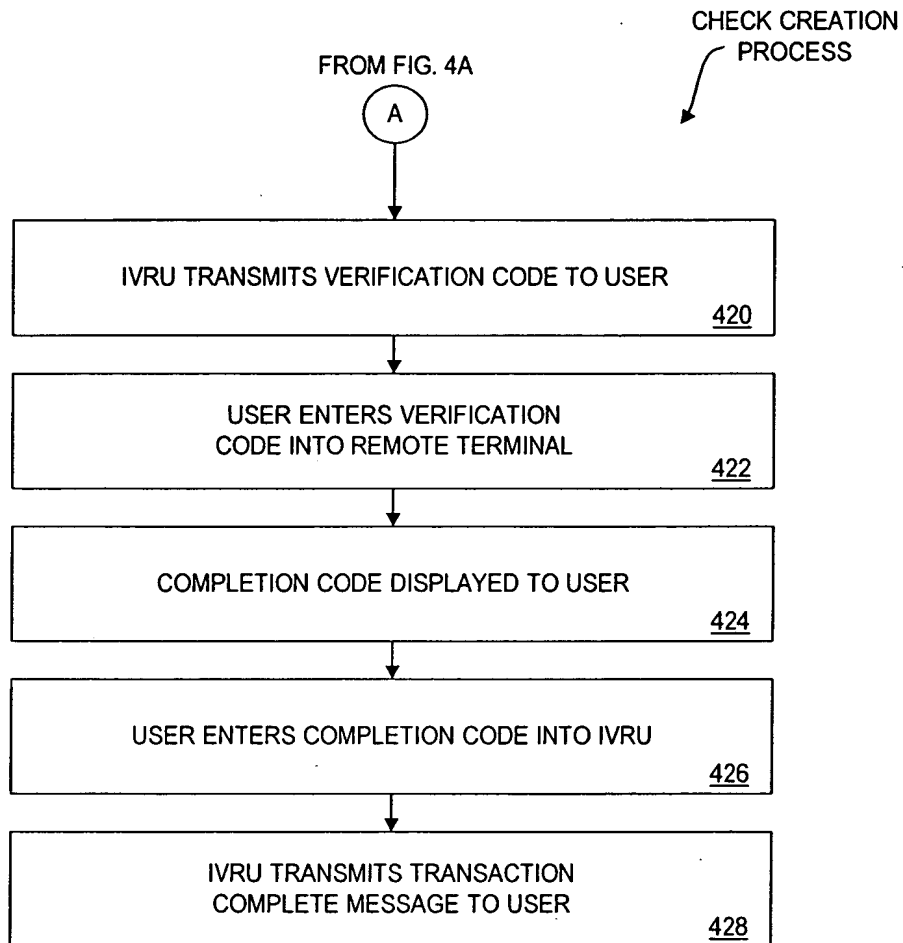 CHECK CREATION
PROCESS
FROM FIG. 4A
A
IVRU TRANSMITS VERIFICATION CODE TO USER
420
USER ENTERS VERIFICATION
CODE INTO REMOTE TERMINAL
422
COMPLETION CODE DISPLAYED TO USER
424
USER ENTERS COMPLETION CODE INTO IVRU
426
IVRU TRANSMITS TRANSACTION
COMPLETE MESSAGE TO USER
428